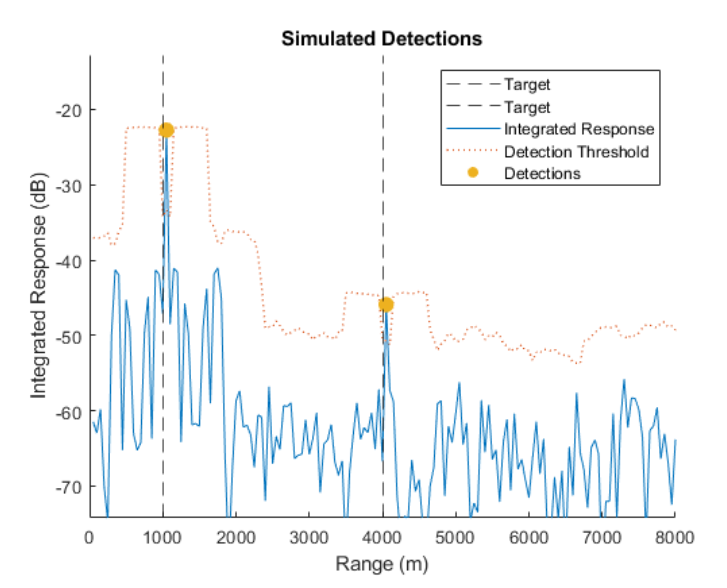 Simulated Detections
Target
Target
Integrated Response
Detection Threshold
Detections
Integrated Response (dB)
-20
-30
-40
-50
-60
-70
0 1000 2000 3000 4000 5000 6000 7000 8000
Range (m)